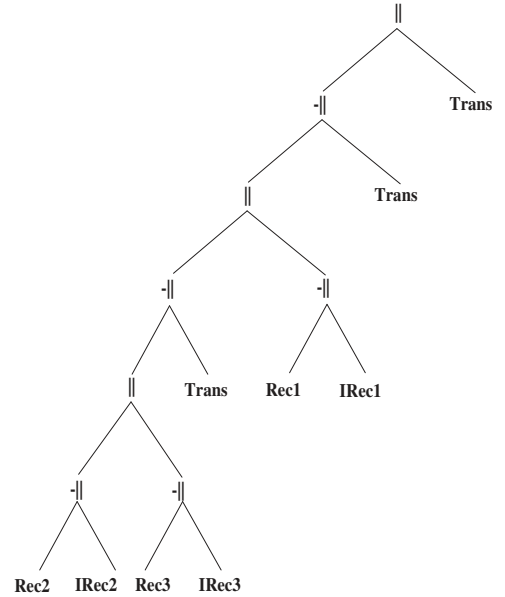 ||
-|| Trans
|| Trans
-|| -||
|| Trans Rec1 IRec1
-|| -||
Rec2 IRec2 Rec3 IRec3